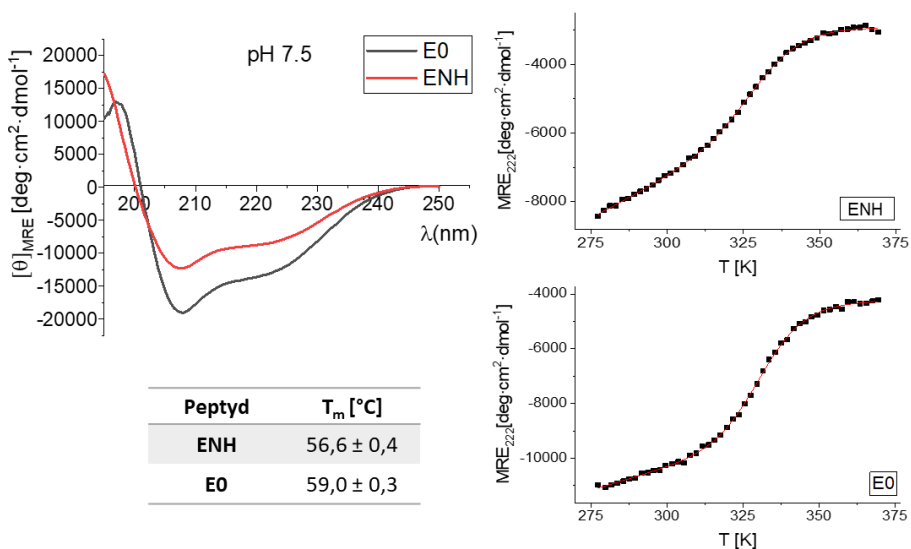 pH 7.5
E0
ENH
[θ]MRE [deg·cm²·dmol⁻¹]
25000
20000
15000
10000
5000
0
-5000
-10000
-15000
-20000
200 210 220 230 240 250
λ(nm)
Peptyd Tm [°C]
ENH 56,6 ± 0,4
E0 59,0 ± 0,3
MRE222[deg·cm²·dmol⁻¹]
-4000
-6000
-8000
ENH
275 300 325 350 375
T [K]
MRE222[deg·cm²·dmol⁻¹]
-4000
-6000
-8000
-10000
E0
275 300 325 350 375
T [K]